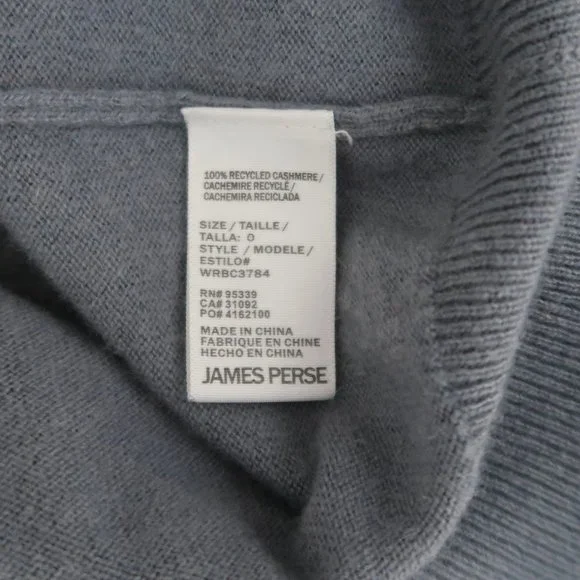 100% RECYCLED CASHMERE /
CACHEMIRE RECYCLÉ /
CACHEMIRA RECICLADA
SIZE / TAILLE /
TALLA: 0
STYLE / MODELE /
ESTILO#
WRBC3784
RN# 95339
CA# 31092
PO# 4162100
MADE IN CHINA
FABRIQUE EN CHINE
HECHO EN CHINA
JAMES PERSE